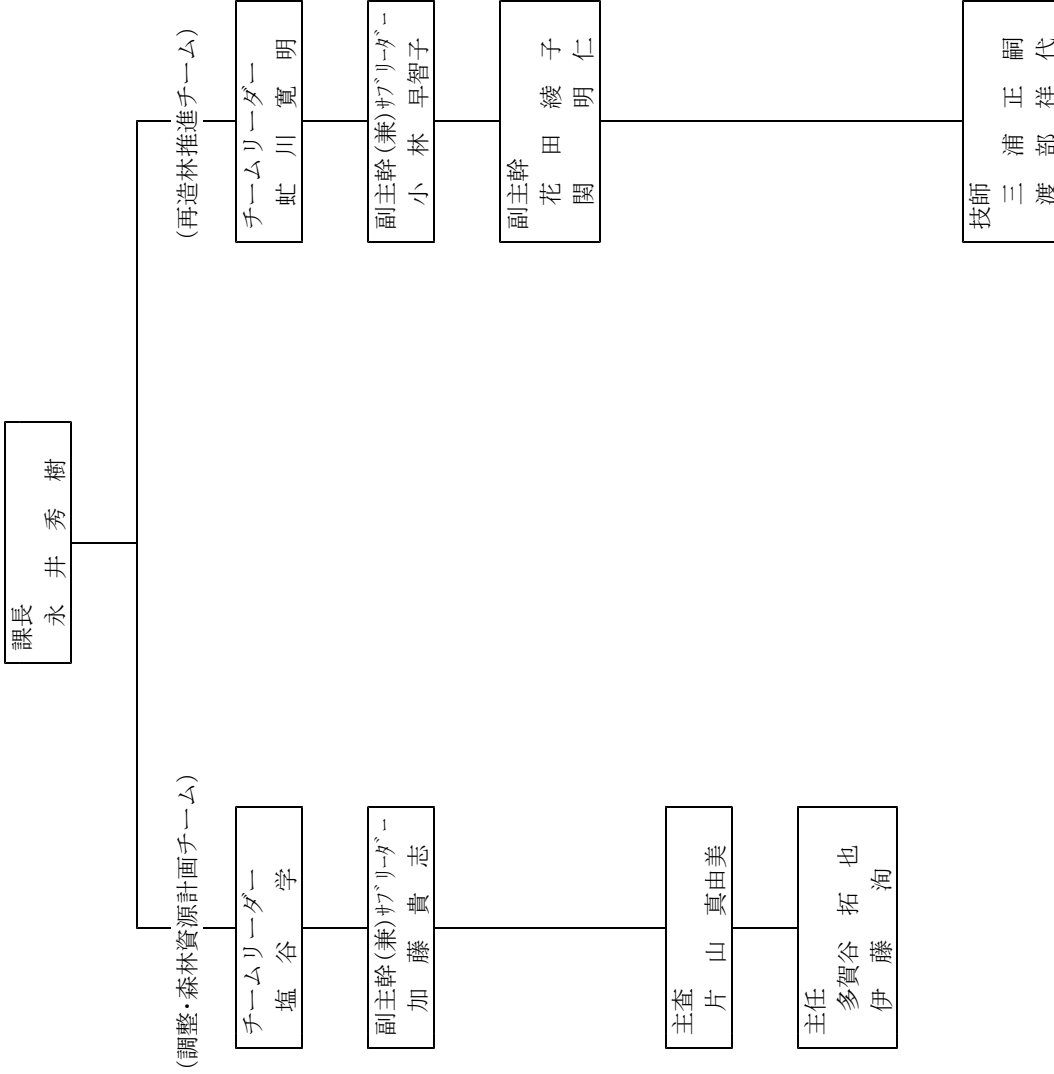 課長
永井秀樹
(調整・森林資源計画チーム)
チームリーダー
塩谷学
副主幹(兼)ｻﾌﾞﾘｰﾀﾞｰ
加藤貴志
主査
片山真由美
主任
多賀谷拓也
伊藤洵
(再造林推進チーム)
チームリーダー
虻川寛明
副主幹(兼)ｻﾌﾞﾘｰﾀﾞｰ
小林早智子
副主幹
花田綾子
関明仁
技師
三浦正嗣
渡部祥代